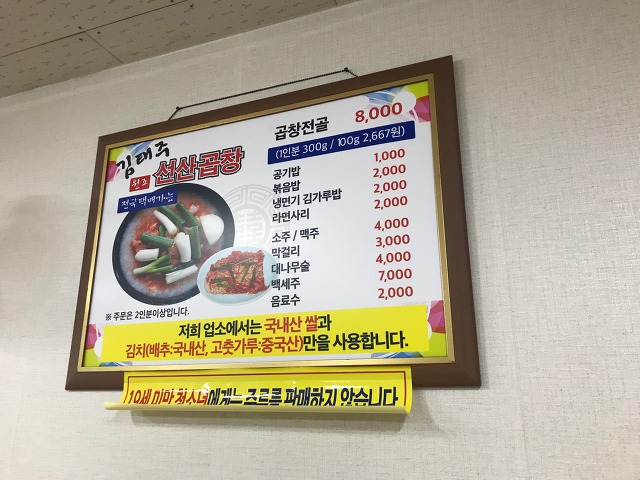 김태주
원조 선산곱창
전국 택배가능
곱창전골 8,000
(1인분 300g / 100g 2,667원)
공기밥 1,000
볶음밥 2,000
냉면기 김가루밥 2,000
라면사리 2,000
소주 / 맥주 4,000
막걸리 3,000
대나무술 4,000
백세주 7,000
음료수 2,000
※ 주문은 2인분이상입니다.
저희 업소에서는 국내산 쌀과
김치(배추:국내산, 고춧가루:중국산)만을 사용합니다.
19세 미만 청소년에게는 주류를 판매하지 않습니다